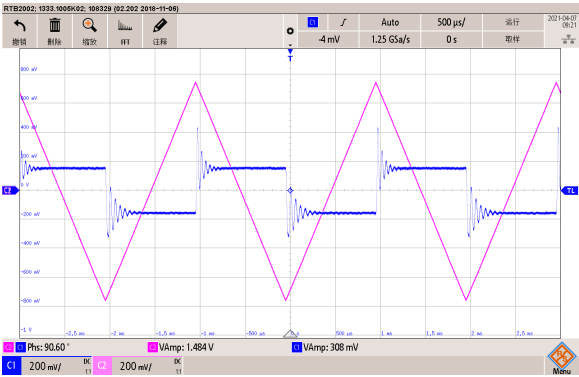 RTB2002; 1333.1005K02; 108329 (02.202 2018-11-06)
撤销 删除 缩放 FFT 注释
C1 Auto 500 µs/ 运行 2021-04-07
-4 mV 1.25 GSa/s 0 s 取样 09:21
T
800 mV
600 mV
400 mV
200 mV
0 V
C2 TL
-200 mV
-400 mV
-600 mV
-800 mV
-1 V -2,5 ms -2 ms -1,5 ms -1 ms -500 µs 500 µs 1 ms 1,5 ms 2 ms 2,5 ms
C2 C1 Phs: 90.60 ° C2 VAmp: 1.484 V C1 VAmp: 308 mV
C1 200 mV/ DC 1:1 C2 200 mV/ DC 1:1
R&S
Menu